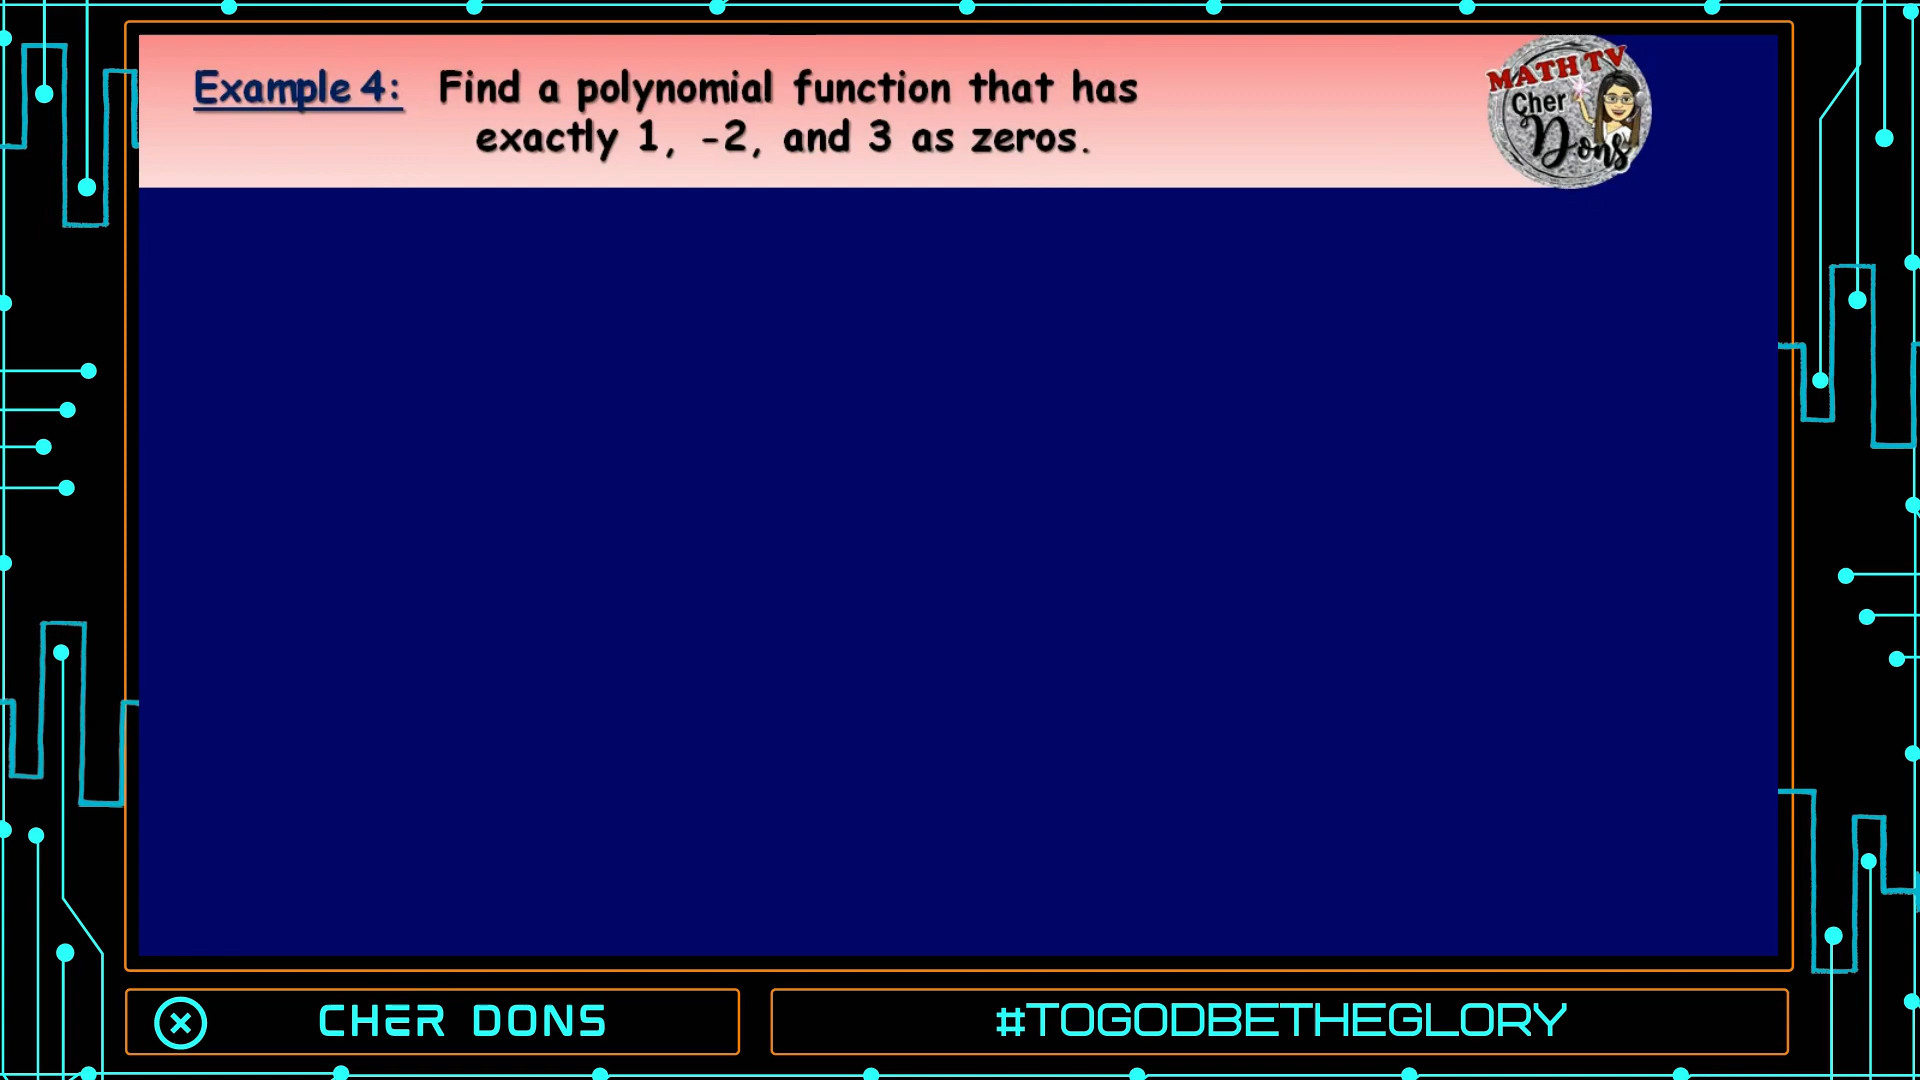 Example 4: Find a polynomial function that has
exactly 1, -2, and 3 as zeros.
MATH TV
Cher
Dons
CHER DONS
#TOGODBETHEGLORY